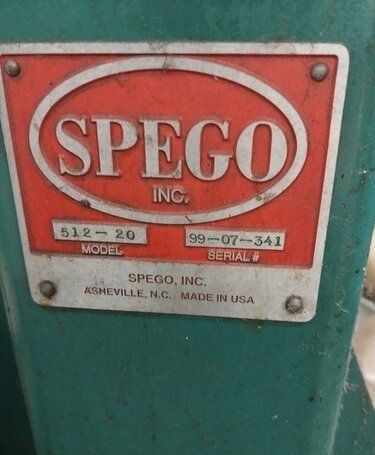 SPEGO
INC.
512-20 99-07-341
MODEL SERIAL #
SPEGO, INC.
ASHEVILLE, N.C. MADE IN USA